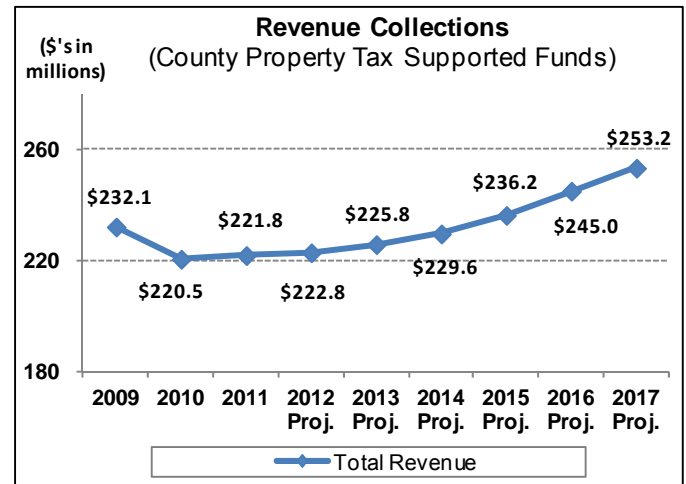 Revenue Collections
(County Property Tax Supported Funds)
($'s in
millions)
260
220
180
$232.1
$220.5
$221.8
$222.8
$225.8
$229.6
$236.2
$245.0
$253.2
2009 2010 2011 2012 2013 2014 2015 2016 2017
Proj. Proj. Proj. Proj. Proj. Proj.
Total Revenue